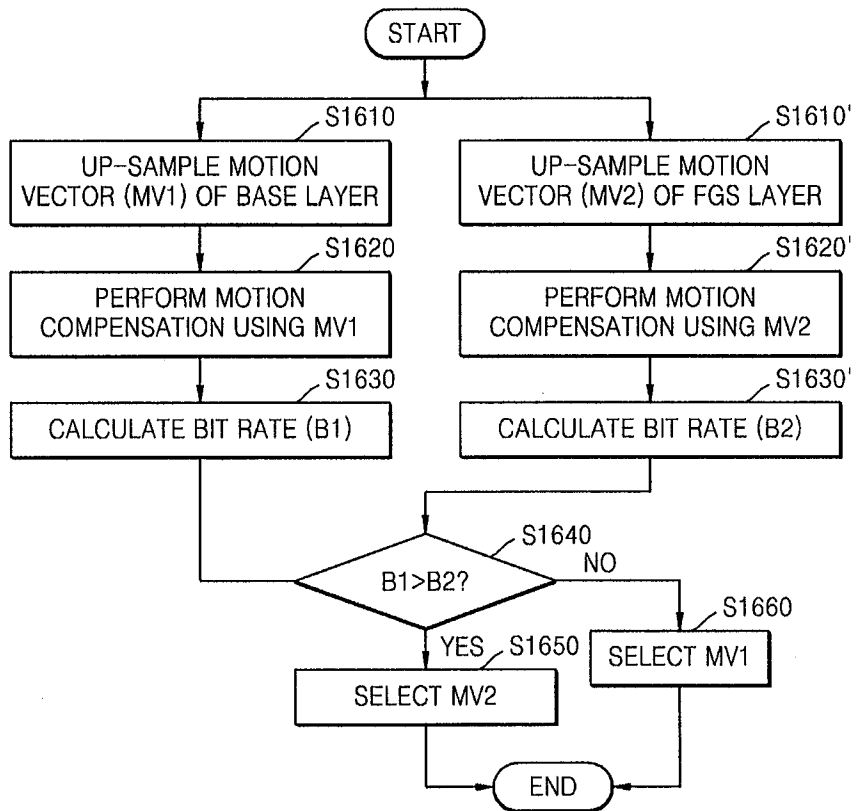 START
S1610
UP-SAMPLE MOTION
VECTOR (MV1) OF BASE LAYER
S1610'
UP-SAMPLE MOTION
VECTOR (MV2) OF FGS LAYER
S1620
PERFORM MOTION
COMPENSATION USING MV1
S1620'
PERFORM MOTION
COMPENSATION USING MV2
S1630
CALCULATE BIT RATE (B1)
S1630'
CALCULATE BIT RATE (B2)
S1640
B1>B2?
NO
YES
S1650
SELECT MV2
S1660
SELECT MV1
END